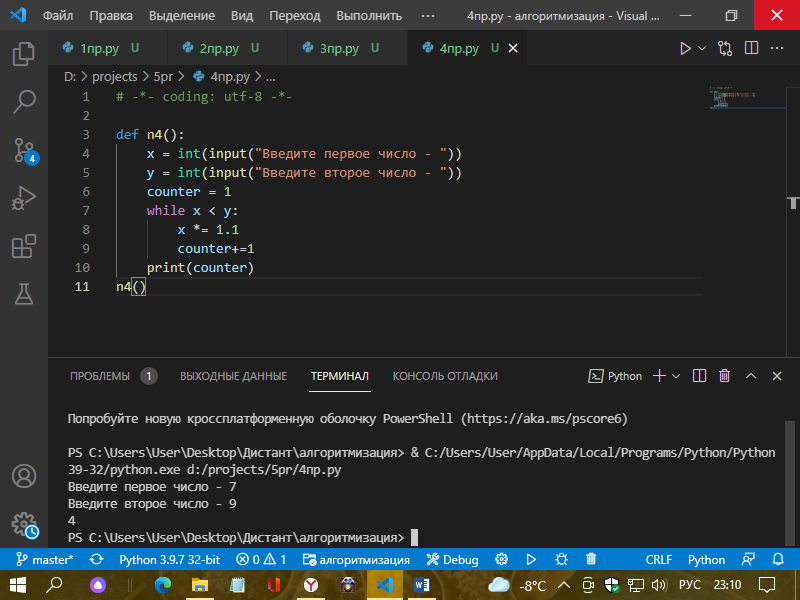 Файл Правка Выделение Вид Переход Выполнить ··· 4пр.py - алгоритмизация - Visual ...
1пр.py U 2пр.py U 3пр.py U 4пр.py U
D: > projects > 5pr > 4пр.py > ...
1 # -*- coding: utf-8 -*-
2
3 def n4():
4 x = int(input("Введите первое число - "))
5 y = int(input("Введите второе число - "))
6 counter = 1
7 while x < y:
8 x *= 1.1
9 counter+=1
10 print(counter)
11 n4()
4
ПРОБЛЕМЫ 1 ВЫХОДНЫЕ ДАННЫЕ ТЕРМИНАЛ КОНСОЛЬ ОТЛАДКИ Python
Попробуйте новую кроссплатформенную оболочку PowerShell (https://aka.ms/pscore6)
PS C:\Users\User\Desktop\Дистант\алгоритмизация> & C:/Users/User/AppData/Local/Programs/Python/Python
39-32/python.exe d:/projects/5pr/4пр.py
Введите первое число - 7
Введите второе число - 9
4
PS C:\Users\User\Desktop\Дистант\алгоритмизация>
master* Python 3.9.7 32-bit 0 1 алгоритмизация Debug CRLF Python
-8°C РУС 23:10